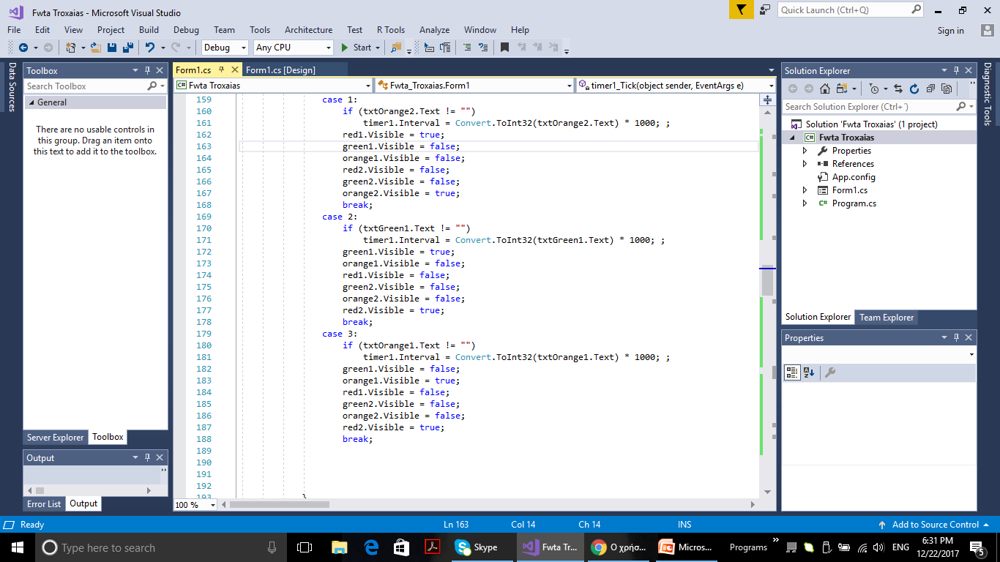 Fwta Troxaias - Microsoft Visual Studio
Quick Launch (Ctrl+Q)
File Edit View Project Build Debug Team Tools Architecture Test R Tools Analyze Window Help
Sign in
Debug Any CPU Start
Data Sources
Toolbox
Search Toolbox
General
There are no usable controls in
this group. Drag an item onto
this text to add it to the toolbox.
Server Explorer Toolbox
Output
Error List Output
Form1.cs Form1.cs [Design]
C# Fwta Troxaias Fwta_Troxaias.Form1 timer1_Tick(object sender, EventArgs e)
159 case 1:
160 if (txtOrange2.Text != "")
161 timer1.Interval = Convert.ToInt32(txtOrange2.Text) * 1000; ;
162 red1.Visible = true;
163 green1.Visible = false;
164 orange1.Visible = false;
165 red2.Visible = false;
166 green2.Visible = false;
167 orange2.Visible = true;
168 break;
169 case 2:
170 if (txtGreen1.Text != "")
171 timer1.Interval = Convert.ToInt32(txtGreen1.Text) * 1000; ;
172 green1.Visible = true;
173 orange1.Visible = false;
174 red1.Visible = false;
175 green2.Visible = false;
176 orange2.Visible = false;
177 red2.Visible = true;
178 break;
179 case 3:
180 if (txtOrange1.Text != "")
181 timer1.Interval = Convert.ToInt32(txtOrange1.Text) * 1000; ;
182 green1.Visible = false;
183 orange1.Visible = true;
184 red1.Visible = false;
185 green2.Visible = false;
186 orange2.Visible = false;
187 red2.Visible = true;
188 break;
189
190
191
192
193 }
100 %
Solution Explorer
Search Solution Explorer (Ctrl+¨)
Solution 'Fwta Troxaias' (1 project)
C# Fwta Troxaias
Properties
References
App.config
Form1.cs
C# Program.cs
Solution Explorer Team Explorer
Properties
Diagnostic Tools
Ready Ln 163 Col 14 Ch 14 INS Add to Source Control
Type here to search
Skype Fwta Tr... Ο χρήσ... Micros... Programs
ENG
6:31 PM
12/22/2017
5